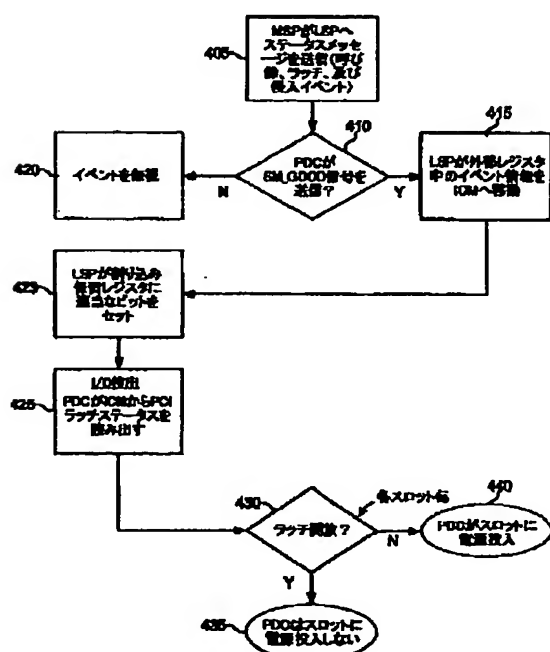 405
MSPがLSPへ
ステータスメッセ
ージを送信(呼び
鈴、ラッチ、及び
侵入イベント)
410
PDCが
SM_GOOD信号を
送信?
N
Y
420
イベントを無視
415
LSPが外部レジスタ
中のイベント情報を
ICMへ移動
423
LSPが割り込み
レジスタに
適当なビットを
セット
425
I/O検出
PDCがICMからPCI
ラッチステータスを
読み出す
430
各スロット毎
ラッチ開放?
N
Y
440
PDCがスロットに
電源投入
435
PDCはスロットに
電源投入しない